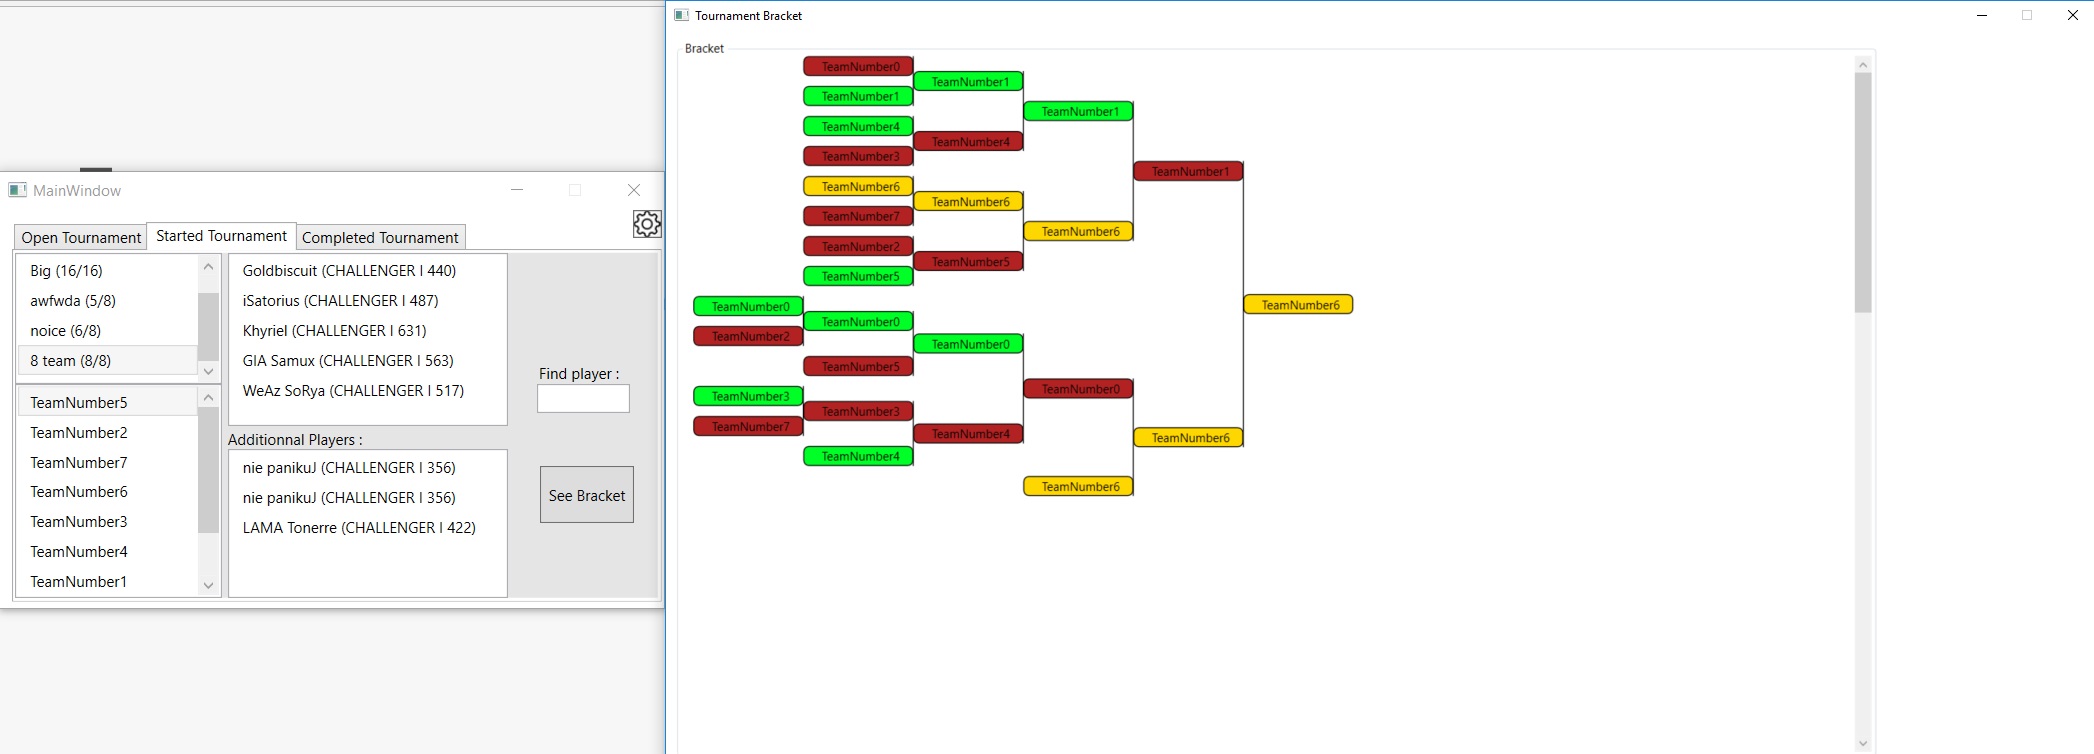 MainWindow
Open Tournament
Started Tournament
Completed Tournament
Big (16/16)
awfwda (5/8)
noice (6/8)
8 team (8/8)
TeamNumber5
TeamNumber2
TeamNumber7
TeamNumber6
TeamNumber3
TeamNumber4
TeamNumber1
Goldbiscuit (CHALLENGER I 440)
iSatorius (CHALLENGER I 487)
Khyriel (CHALLENGER I 631)
GIA Samux (CHALLENGER I 563)
WeAz SoRya (CHALLENGER I 517)
Additionnal Players :
nie panikuJ (CHALLENGER I 356)
nie panikuJ (CHALLENGER I 356)
LAMA Tonerre (CHALLENGER I 422)
Find player :
See Bracket
Tournament Bracket
Bracket
TeamNumber0
TeamNumber1
TeamNumber1
TeamNumber1
TeamNumber4
TeamNumber4
TeamNumber3
TeamNumber1
TeamNumber6
TeamNumber6
TeamNumber7
TeamNumber6
TeamNumber2
TeamNumber5
TeamNumber5
TeamNumber0
TeamNumber6
TeamNumber0
TeamNumber2
TeamNumber0
TeamNumber5
TeamNumber0
TeamNumber3
TeamNumber3
TeamNumber7
TeamNumber4
TeamNumber6
TeamNumber4
TeamNumber6